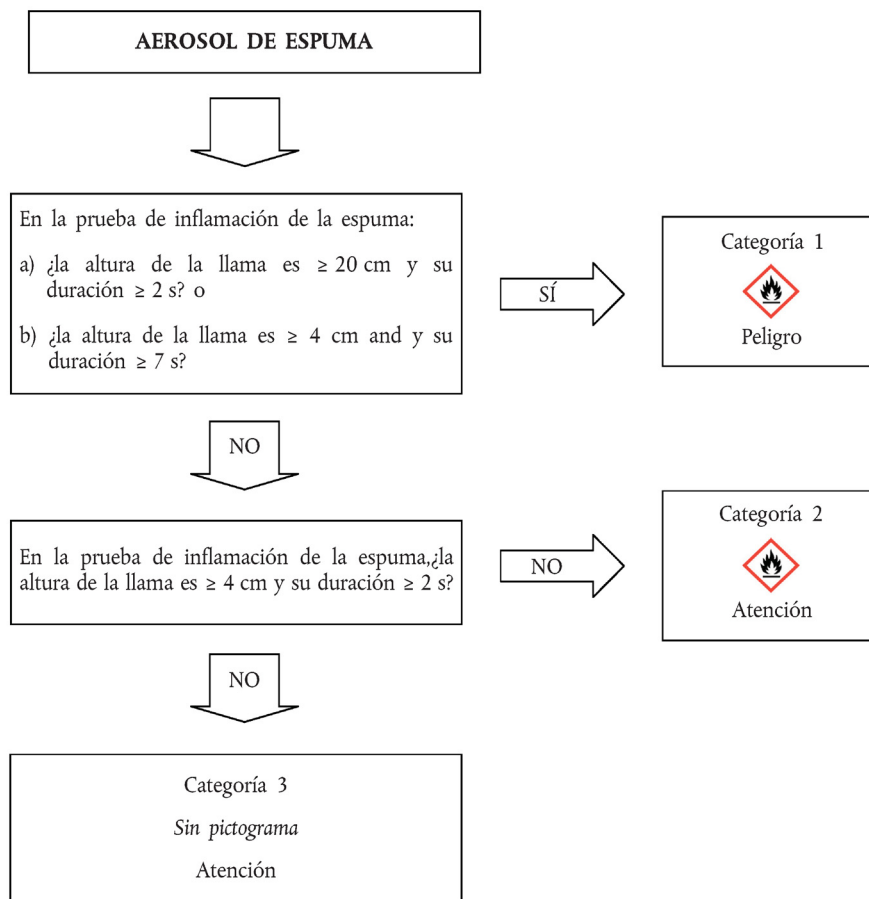 AEROSOL DE ESPUMA
En la prueba de inflamación de la espuma:
a) ¿la altura de la llama es ≥ 20 cm y su
duración ≥ 2 s? o
b) ¿la altura de la llama es ≥ 4 cm and y su
duración ≥ 7 s?
SÍ
Categoría 1
Peligro
NO
En la prueba de inflamación de la espuma,¿la
altura de la llama es ≥ 4 cm y su duración ≥ 2 s?
NO
Categoría 2
Atención
NO
Categoría 3
Sin pictograma
Atención